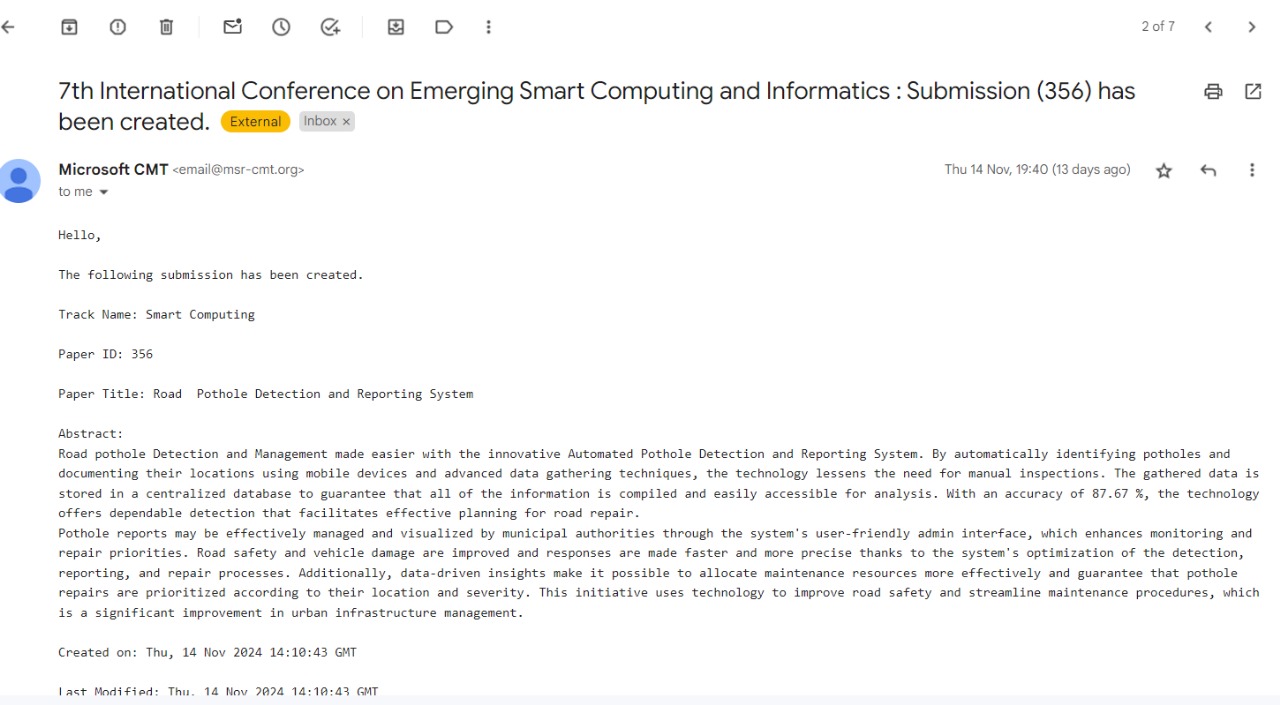 2 of 7
7th International Conference on Emerging Smart Computing and Informatics : Submission (356) has
been created. External Inbox ×
Microsoft CMT <email@msr-cmt.org>
Thu 14 Nov, 19:40 (13 days ago)
to me
Hello,
The following submission has been created.
Track Name: Smart Computing
Paper ID: 356
Paper Title: Road  Pothole Detection and Reporting System
Abstract:
Road pothole Detection and Management made easier with the innovative Automated Pothole Detection and Reporting System. By automatically identifying potholes and
documenting their locations using mobile devices and advanced data gathering techniques, the technology lessens the need for manual inspections. The gathered data is
stored in a centralized database to guarantee that all of the information is compiled and easily accessible for analysis. With an accuracy of 87.67 %, the technology
offers dependable detection that facilitates effective planning for road repair.
Pothole reports may be effectively managed and visualized by municipal authorities through the system's user-friendly admin interface, which enhances monitoring and
repair priorities. Road safety and vehicle damage are improved and responses are made faster and more precise thanks to the system's optimization of the detection,
reporting, and repair processes. Additionally, data-driven insights make it possible to allocate maintenance resources more effectively and guarantee that pothole
repairs are prioritized according to their location and severity. This initiative uses technology to improve road safety and streamline maintenance procedures, which
is a significant improvement in urban infrastructure management.
Created on: Thu, 14 Nov 2024 14:10:43 GMT
Last Modified: Thu, 14 Nov 2024 14:10:43 GMT